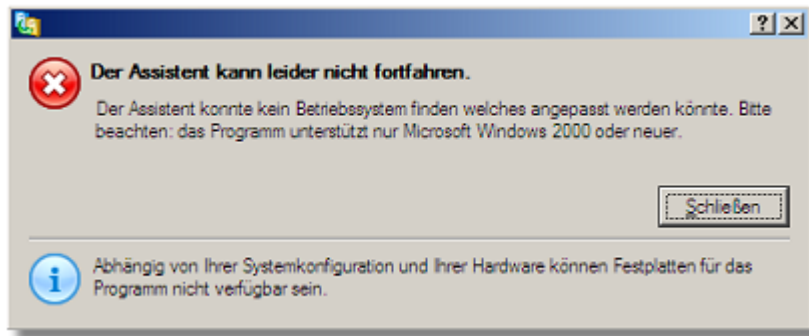 Der Assistent kann leider nicht fortfahren.
Der Assistent konnte kein Betriebssystem finden welches angepasst werden könnte. Bitte
beachten: das Programm unterstützt nur Microsoft Windows 2000 oder neuer.
Schließen
Abhängig von Ihrer Systemkonfiguration und Ihrer Hardware können Festplatten für das
Programm nicht verfügbar sein.